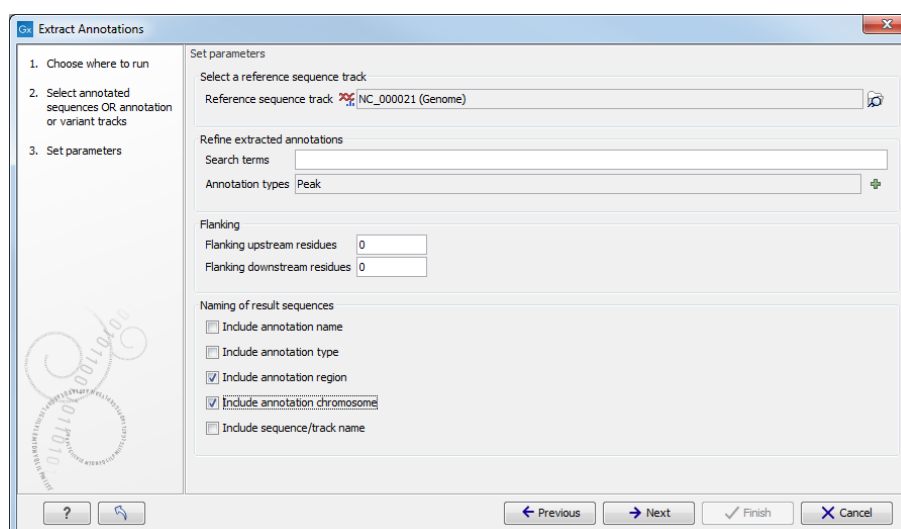 Gx Extract Annotations
X
1. Choose where to run
2. Select annotated
sequences OR annotation
or variant tracks
3. Set parameters
Set parameters
Select a reference sequence track
Reference sequence track NC_000021 (Genome)
Refine extracted annotations
Search terms
Annotation types Peak
Flanking
Flanking upstream residues 0
Flanking downstream residues 0
Naming of result sequences
Include annotation name
Include annotation type
Include annotation region
Include annotation chromosome
Include sequence/track name
? Previous Next Finish Cancel